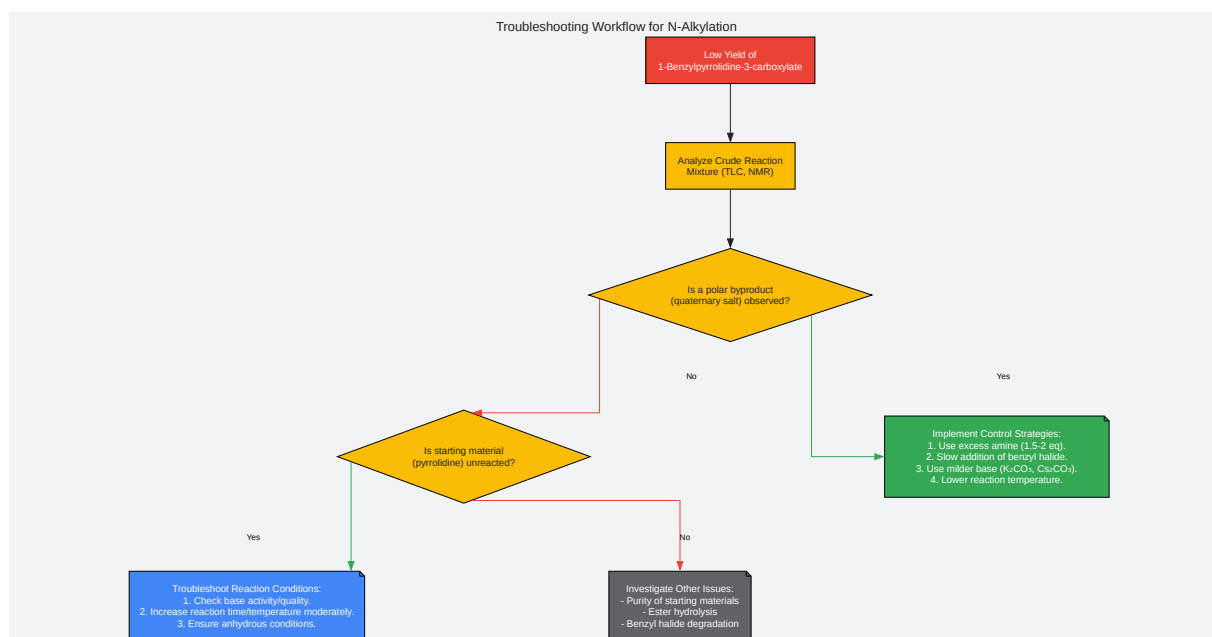 Troubleshooting Workflow for N-Alkylation
Low Yield of
1-Benzylpyrrolidine-3-carboxylate
Analyze Crude Reaction
Mixture (TLC, NMR)
Is a polar byproduct
(quaternary salt) observed?
No
Yes
Is starting material
(pyrrolidine) unreacted?
Implement Control Strategies:
1. Use excess amine (1.5-2 eq).
2. Slow addition of benzyl halide.
3. Use milder base (K₂CO₃, Cs₂CO₃).
4. Lower reaction temperature.
Yes
No
Troubleshoot Reaction Conditions:
1. Check base activity/quality.
2. Increase reaction time/temperature moderately.
3. Ensure anhydrous conditions.
Investigate Other Issues:
- Purity of starting materials
- Ester hydrolysis
- Benzyl halide degradation